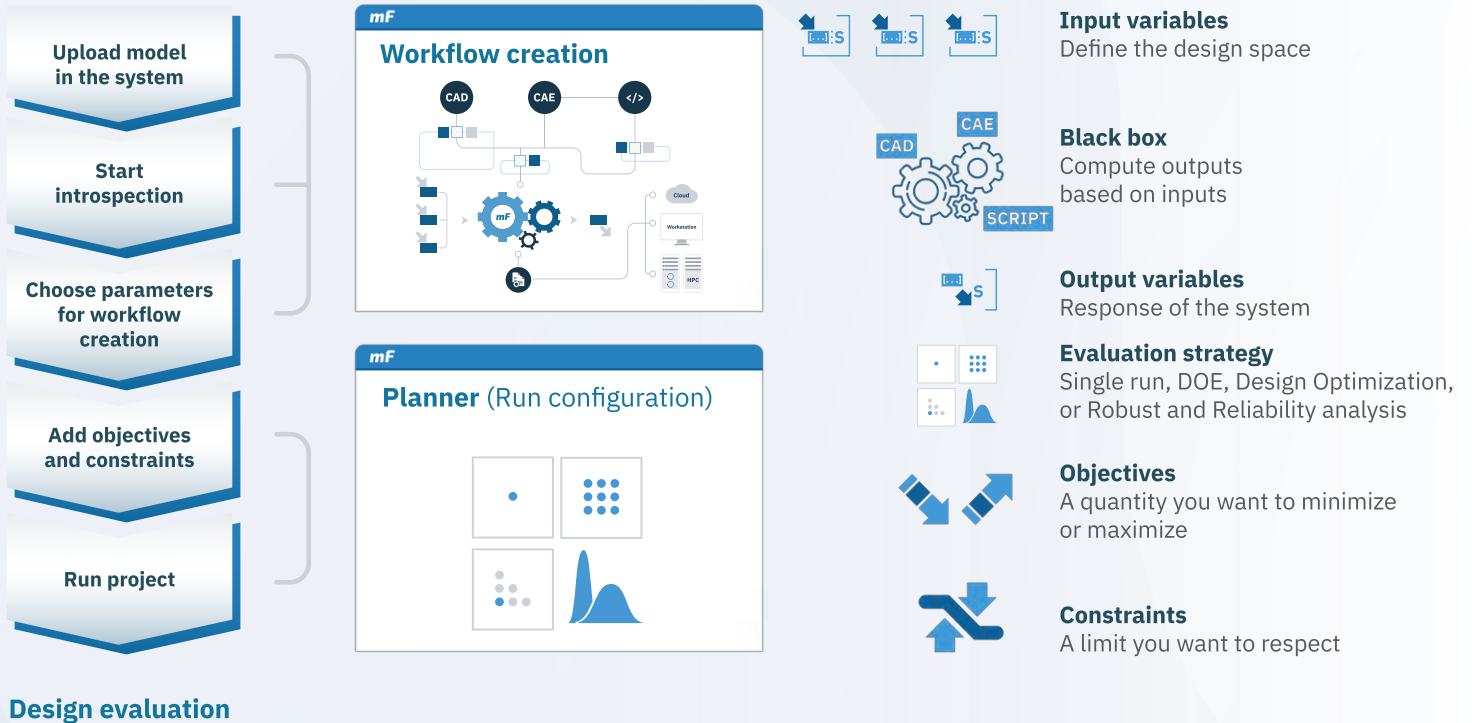 Upload model
in the system
Start
introspection
Choose parameters
for workflow
creation
Add objectives
and constraints
Run project
Design evaluation
mF
Workflow creation
CAD
CAE
</>
mF
Cloud
Workstation
HPC
mF
Planner (Run configuration)
[...]:S
[...]:S
[...]:S
Input variables
Define the design space
CAE
CAD
SCRIPT
Black box
Compute outputs
based on inputs
[...]
S
Output variables
Response of the system
Evaluation strategy
Single run, DOE, Design Optimization,
or Robust and Reliability analysis
Objectives
A quantity you want to minimize
or maximize
Constraints
A limit you want to respect